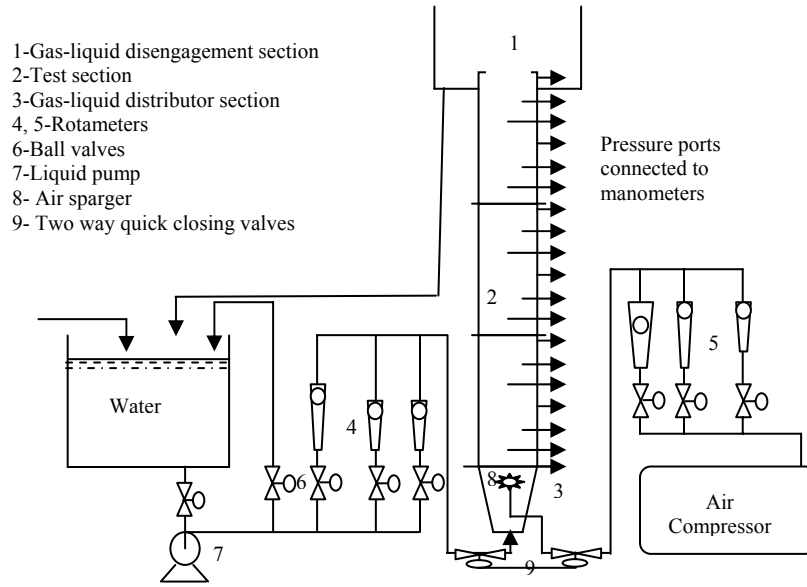 1-Gas-liquid disengagement section
2-Test section
3-Gas-liquid distributor section
4, 5-Rotameters
6-Ball valves
7-Liquid pump
8- Air sparger
9- Two way quick closing valves
1
Pressure ports
connected to
manometers
2
5
Water
4
6
8
3
7
9
Air
Compressor